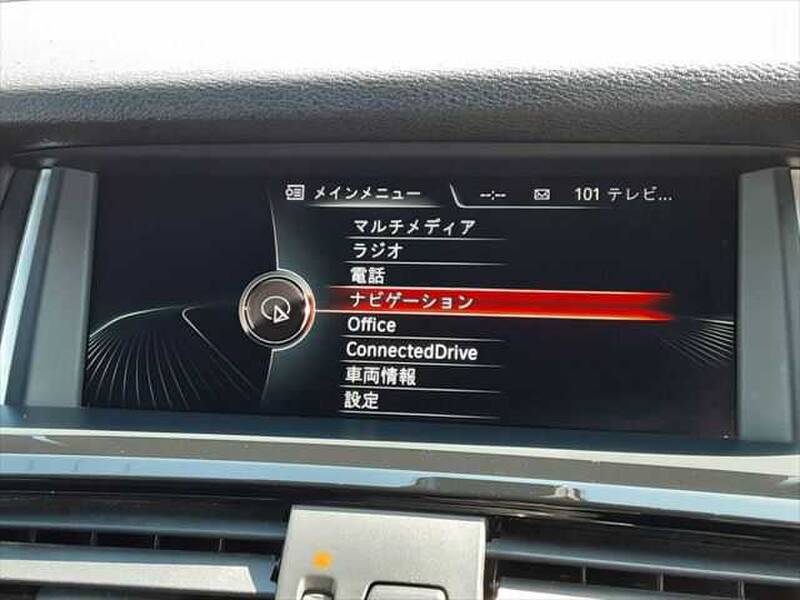 メインメニュー --:-- 101 テレビ...
マルチメディア
ラジオ
電話
ナビゲーション
Office
ConnectedDrive
車両情報
設定